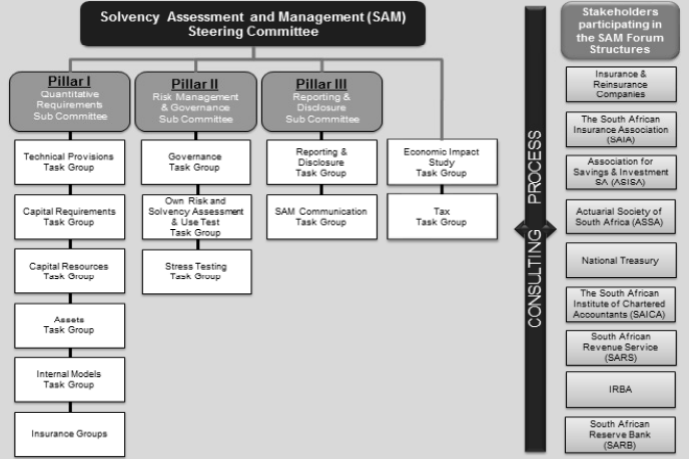 Solvency Assessment and Management (SAM)
Steering Committee
Pillar I
Quantitative
Requirements
Sub Committee
Technical Provisions
Task Group
Capital Requirements
Task Group
Capital Resources
Task Group
Assets
Task Group
Internal Models
Task Group
Insurance Groups
Pillar II
Risk Management
& Governance
Sub Committee
Governance
Task Group
Own Risk and
Solvency Assessment
& Use Test
Task Group
Stress Testing
Task Group
Pillar III
Reporting &
Disclosure
Sub Committee
Reporting &
Disclosure
Task Group
SAM Communication
Task Group
Economic Impact
Study
Task Group
Tax
Task Group
CONSULTING PROCESS
Stakeholders
participating in
the SAM Forum
Structures
Insurance &
Reinsurance
Companies
The South African
Insurance Association
(SAIA)
Association for
Savings & Investment
SA (ASISA)
Actuarial Society of
South Africa (ASSA)
National Treasury
The South African
Institute of Chartered
Accountants (SAICA)
South African
Revenue Service
(SARS)
IRBA
South African
Reserve Bank
(SARB)